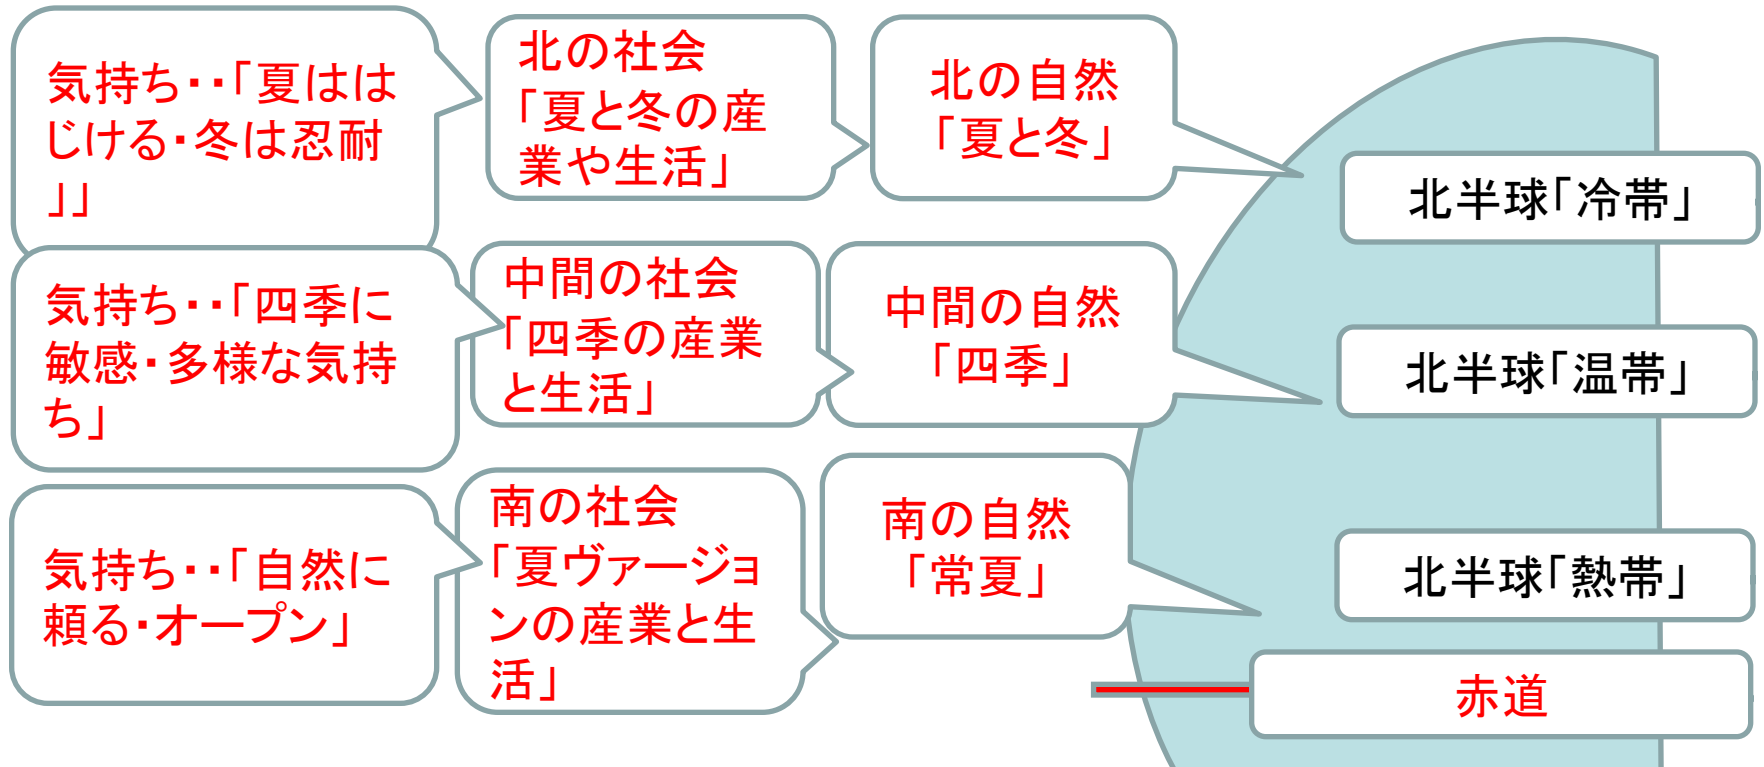 気持ち・・「夏はは
じける・冬は忍耐
」」
北の社会
「夏と冬の産
業や生活」
北の自然
「夏と冬」
北半球「冷帯」
気持ち・・「四季に
敏感・多様な気持
ち」
中間の社会
「四季の産業
と生活」
中間の自然
「四季」
北半球「温帯」
気持ち・・「自然に
頼る・オープン」
南の社会
「夏ヴァージョ
ンの産業と生
活」
南の自然
「常夏」
北半球「熱帯」
赤道